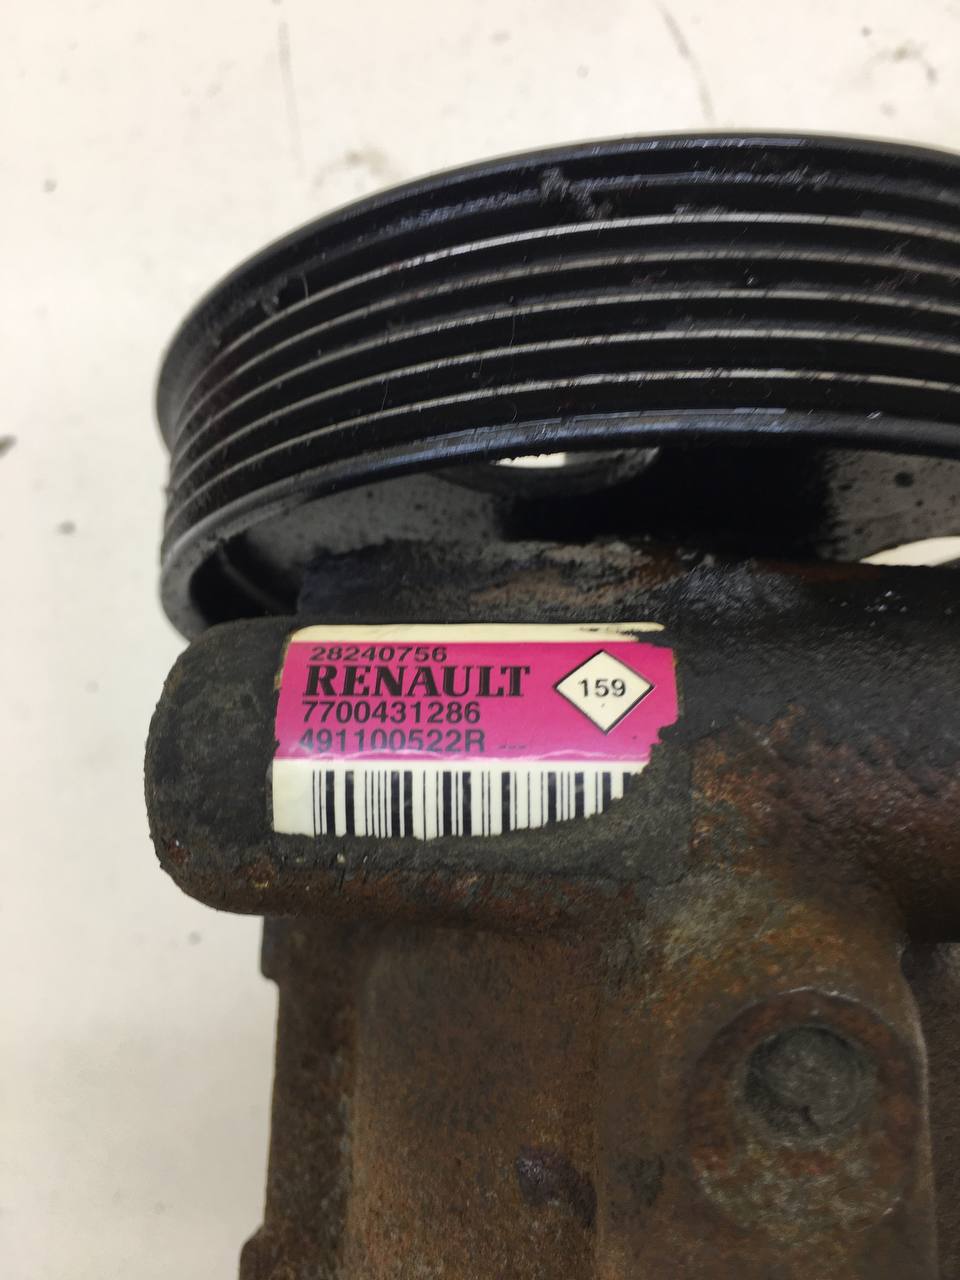 28240756
RENAULT
159
7700431286
491100522R ---